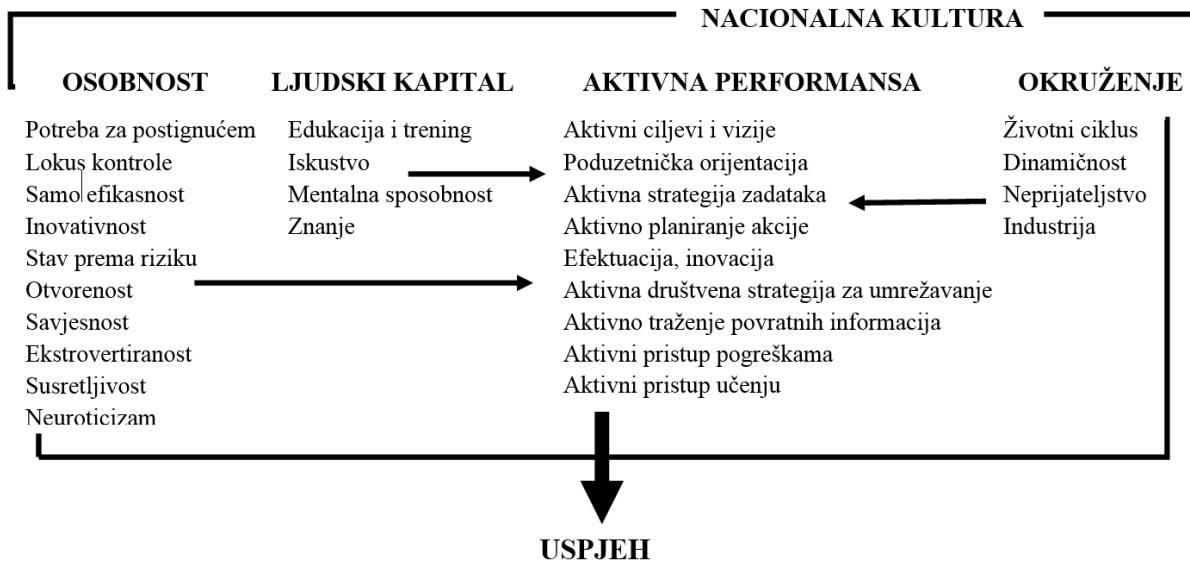 NACIONALNA KULTURA
OSOBNOST
Potreba za postignućem
Lokus kontrole
Samo efikasnost
Inovativnost
Stav prema riziku
Otvorenost
Savjesnost
Ekstrovertiranost
Susretljivost
Neuroticizam
LJUDSKI KAPITAL
Edukacija i trening
Iskustvo
Mentalna sposobnost
Znanje
AKTIVNA PERFORMANSA
Aktivni ciljevi i vizije
Poduzetnička orijentacija
Aktivna strategija zadataka
Aktivno planiranje akcije
Efektuacija, inovacija
Aktivna društvena strategija za umrežavanje
Aktivno traženje povratnih informacija
Aktivni pristup pogreškama
Aktivni pristup učenju
OKRUŽENJE
Životni ciklus
Dinamičnost
Neprijateljstvo
Industrija
USPJEH